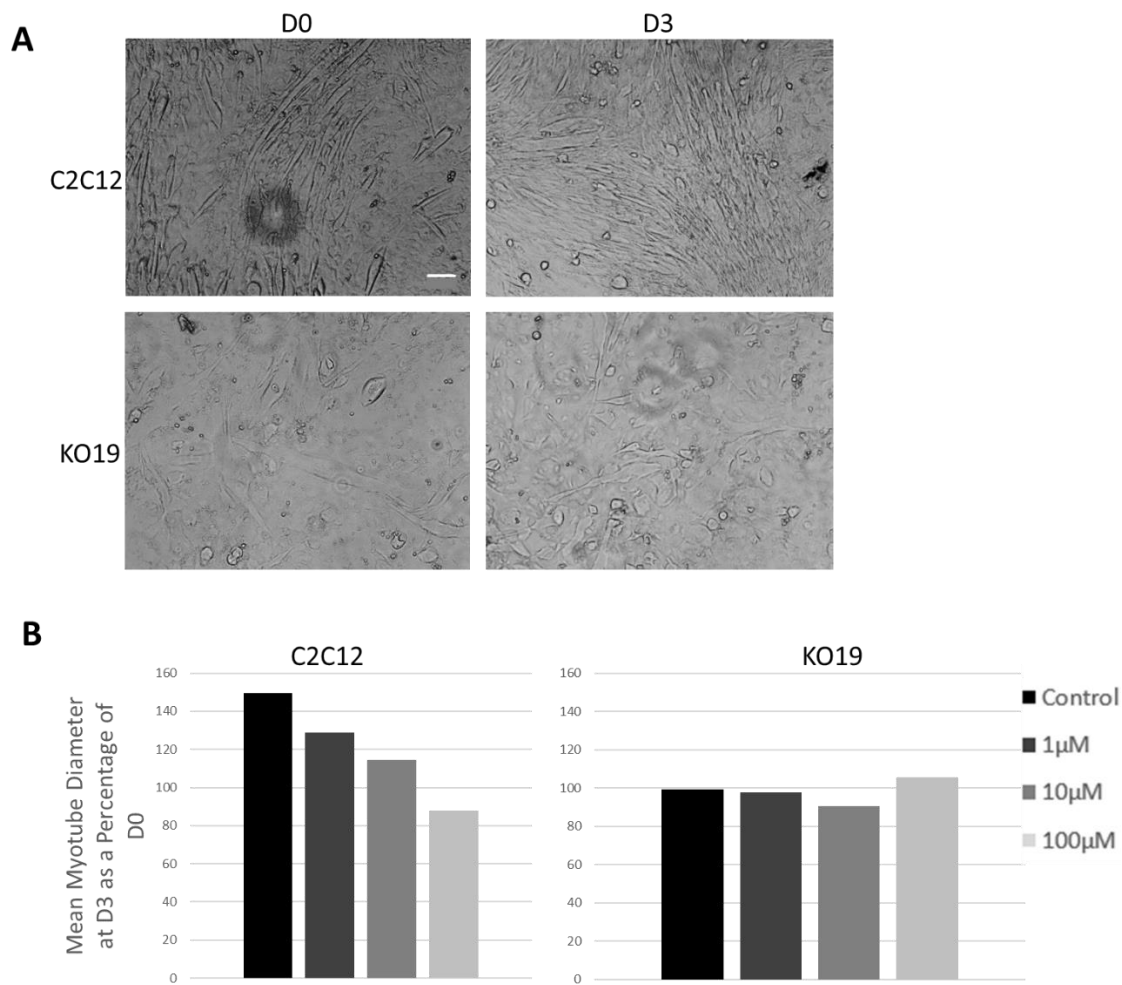 A
D0
D3
C2C12
KO19
B
C2C12
KO19
Mean Myotube Diameter
at D3 as a Percentage of
D0
160
140
120
100
80
60
40
20
0
160
140
120
100
80
60
40
20
0
Control
1µM
10µM
100µM